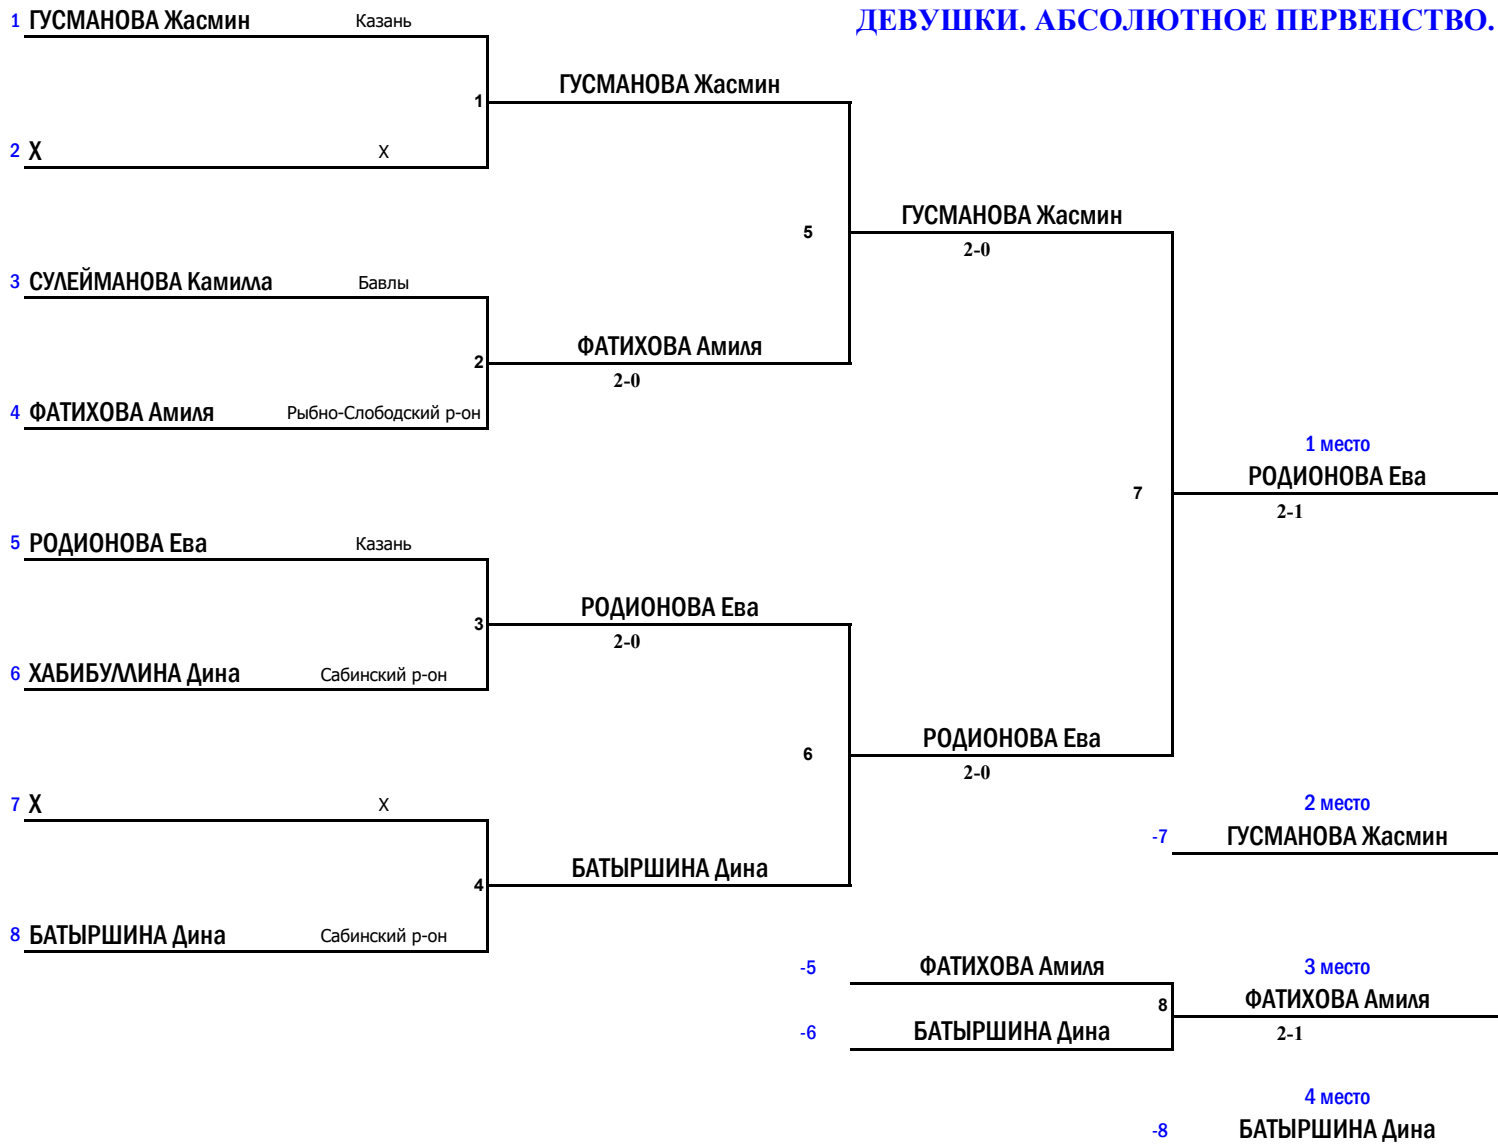 ДЕВУШКИ. АБСОЛЮТНОЕ ПЕРВЕНСТВО.
1 ГУСМАНОВА Жасмин Казань
ГУСМАНОВА Жасмин
1
2 X X
ГУСМАНОВА Жасмин
5
2-0
3 СУЛЕЙМАНОВА Камилла Бавлы
ФАТИХОВА Амиля
2
2-0
4 ФАТИХОВА Амиля Рыбно-Слободский р-он
1 место
РОДИОНОВА Ева
7
2-1
5 РОДИОНОВА Ева Казань
РОДИОНОВА Ева
3
2-0
6 ХАБИБУЛЛИНА Дина Сабинский р-он
РОДИОНОВА Ева
6
2-0
7 X X
2 место
-7 ГУСМАНОВА Жасмин
БАТЫРШИНА Дина
4
8 БАТЫРШИНА Дина Сабинский р-он
-5 ФАТИХОВА Амиля 3 место
8 ФАТИХОВА Амиля
-6 БАТЫРШИНА Дина 2-1
4 место
-8 БАТЫРШИНА Дина